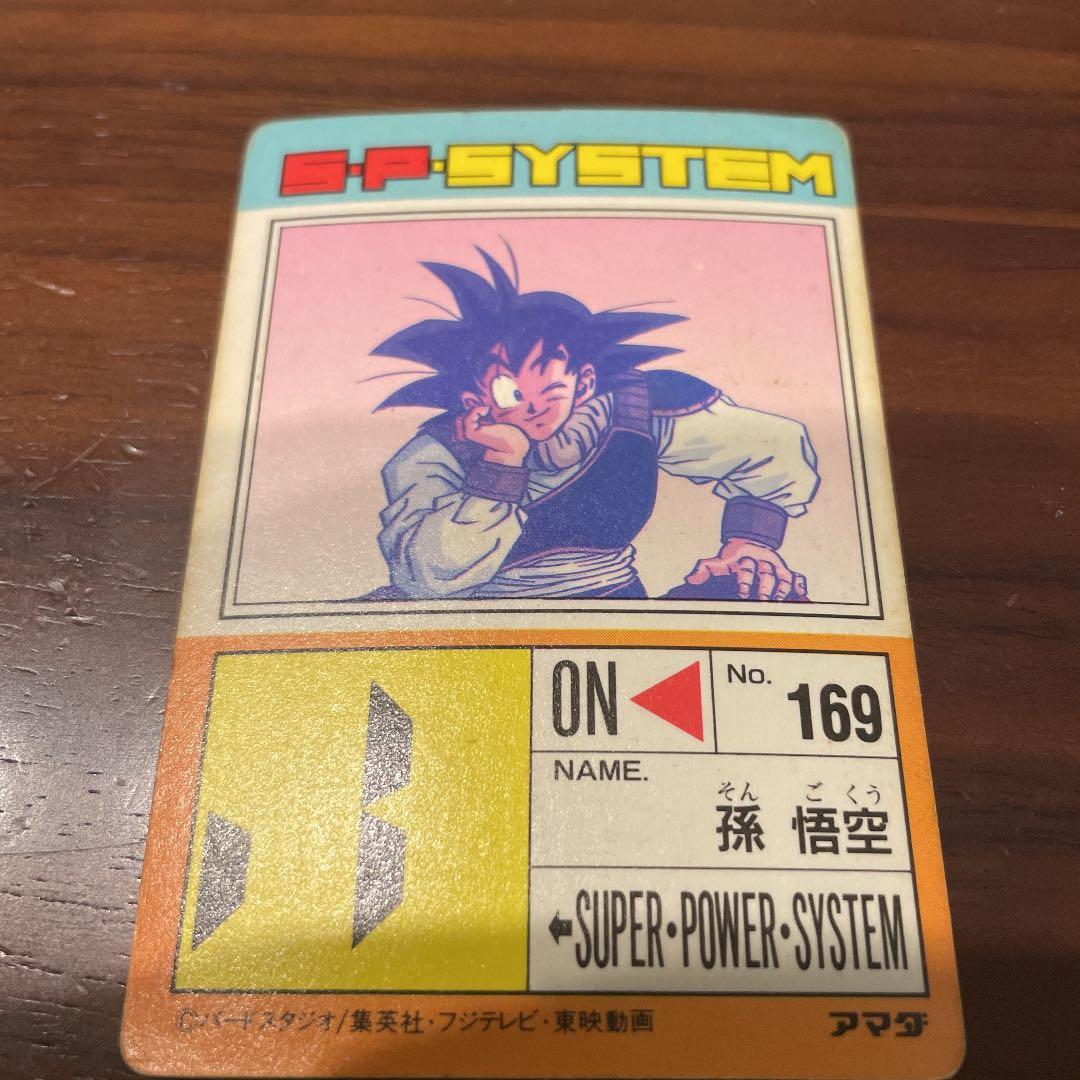 S·P·SYSTEM
ON
No.
169
NAME.
そん ご くう
孫 悟空
SUPER·POWER·SYSTEM
©バードスタジオ/集英社・フジテレビ・東映動画
アマダ